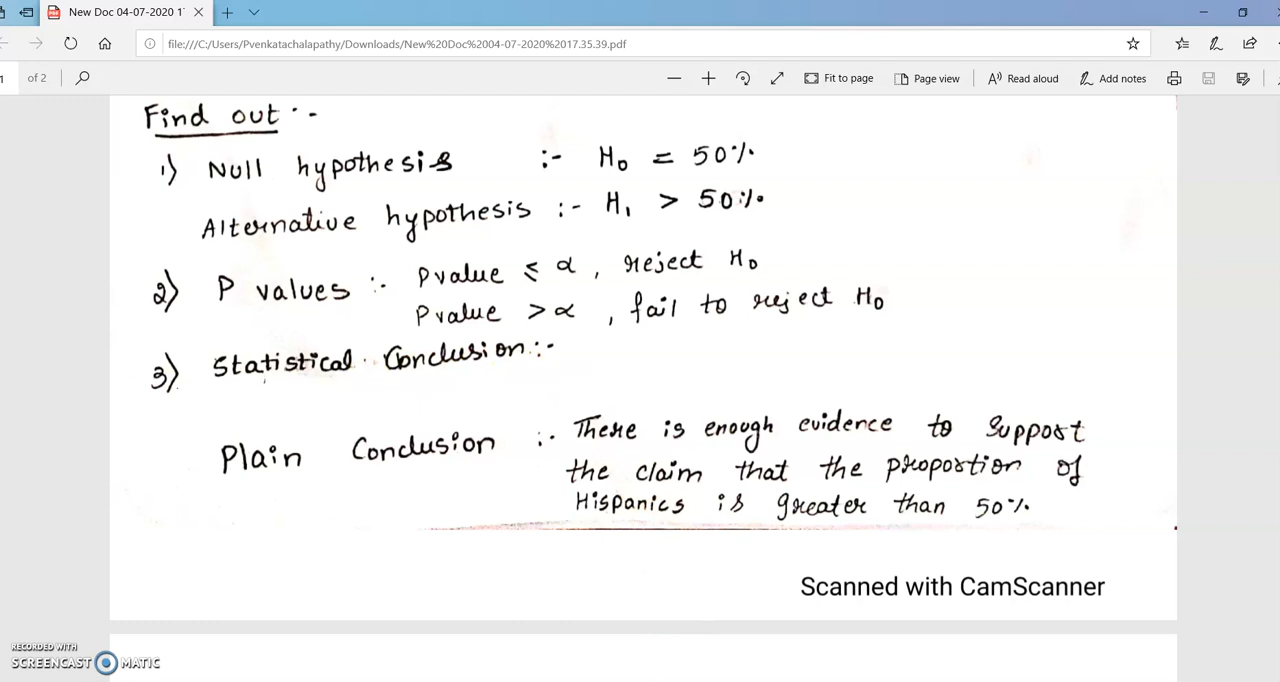 New Doc 04-07-2020 1
file:///C:/Users/Pvenkatachalapathy/Downloads/New%20Doc%2004-07-2020%2017.35.39.pdf
1 of 2 Fit to page Page view A) Read aloud Add notes
Find out :-
1) Null hypothesis :- H0 = 50%
Alternative hypothesis :- H1 > 50%
2) P values :- Pvalue ≤ α, reject H0
Pvalue > α, fail to reject H0
3) Statistical Conclusion :-
Plain Conclusion :- There is enough evidence to support
the claim that the proportion of
Hispanics is greater than 50%
Scanned with CamScanner
RECORDED WITH
SCREENCAST MATIC